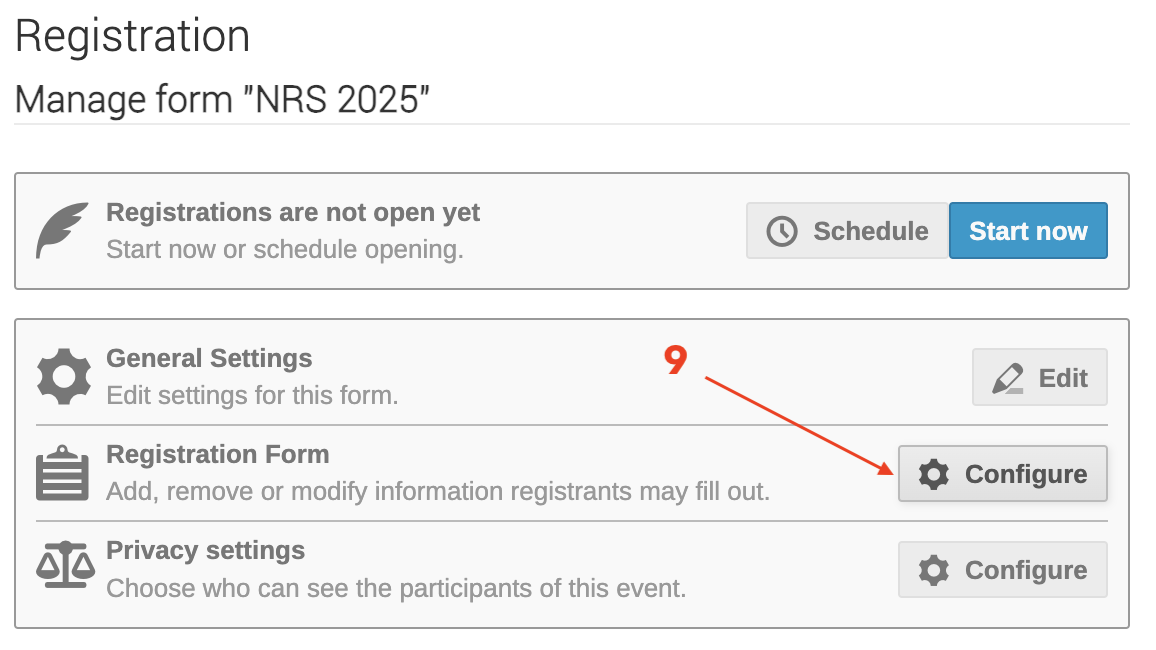 Registration
Manage form "NRS 2025"
Registrations are not open yet
Start now or schedule opening.
Schedule
Start now
General Settings
Edit settings for this form.
9
Edit
Registration Form
Add, remove or modify information registrants may fill out.
Configure
Privacy settings
Choose who can see the participants of this event.
Configure